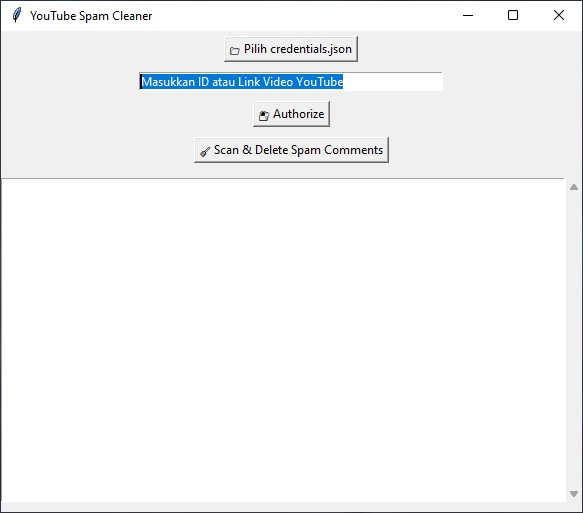 YouTube Spam Cleaner
Pilih credentials.json
Masukkan ID atau Link Video YouTube
Authorize
Scan & Delete Spam Comments